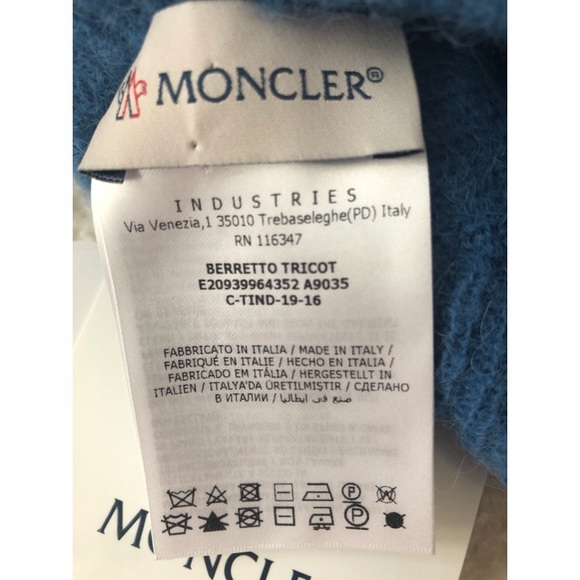 MONCLER®
INDUSTRIES
Via Venezia,1 35010 Trebaseleghe(PD) Italy
RN 116347
BERRETTO TRICOT
E20939964352 A9035
C-TIND-19-16
FABBRICATO IN ITALIA / MADE IN ITALY /
FABRIQUÉ EN ITALIE / HECHO EN ITALIA /
FABRICADO EM ITÁLIA / HERGESTELLT IN
ITALIEN / ITALYA'DA ÜRETILMIŞTIR / СДЕЛАНО
В ИТАЛИИ / صنع في ايطاليا
P W
P
MONCLER